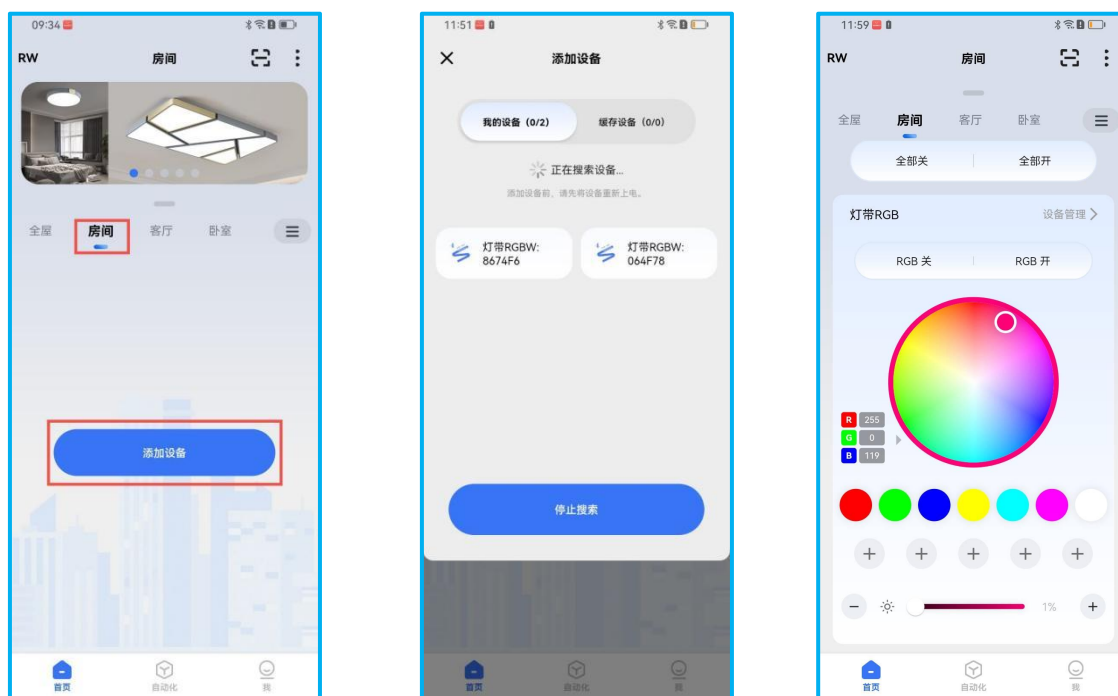 09:34
RW
房间
全屋
房间
客厅
卧室
添加设备
首页
自动化
我
11:51
添加设备
我的设备（0/2）
缓存设备（0/0）
正在搜索设备...
添加设备前，请先将设备重新上电。
灯带RGBW:
8674F6
灯带RGBW:
064F78
停止搜索
首页
自动化
我
11:59
RW
房间
全屋
房间
客厅
卧室
全部关
全部开
灯带RGB
设备管理
RGB 关
RGB 开
R 255
G 0
B 119
1%
首页
自动化
我